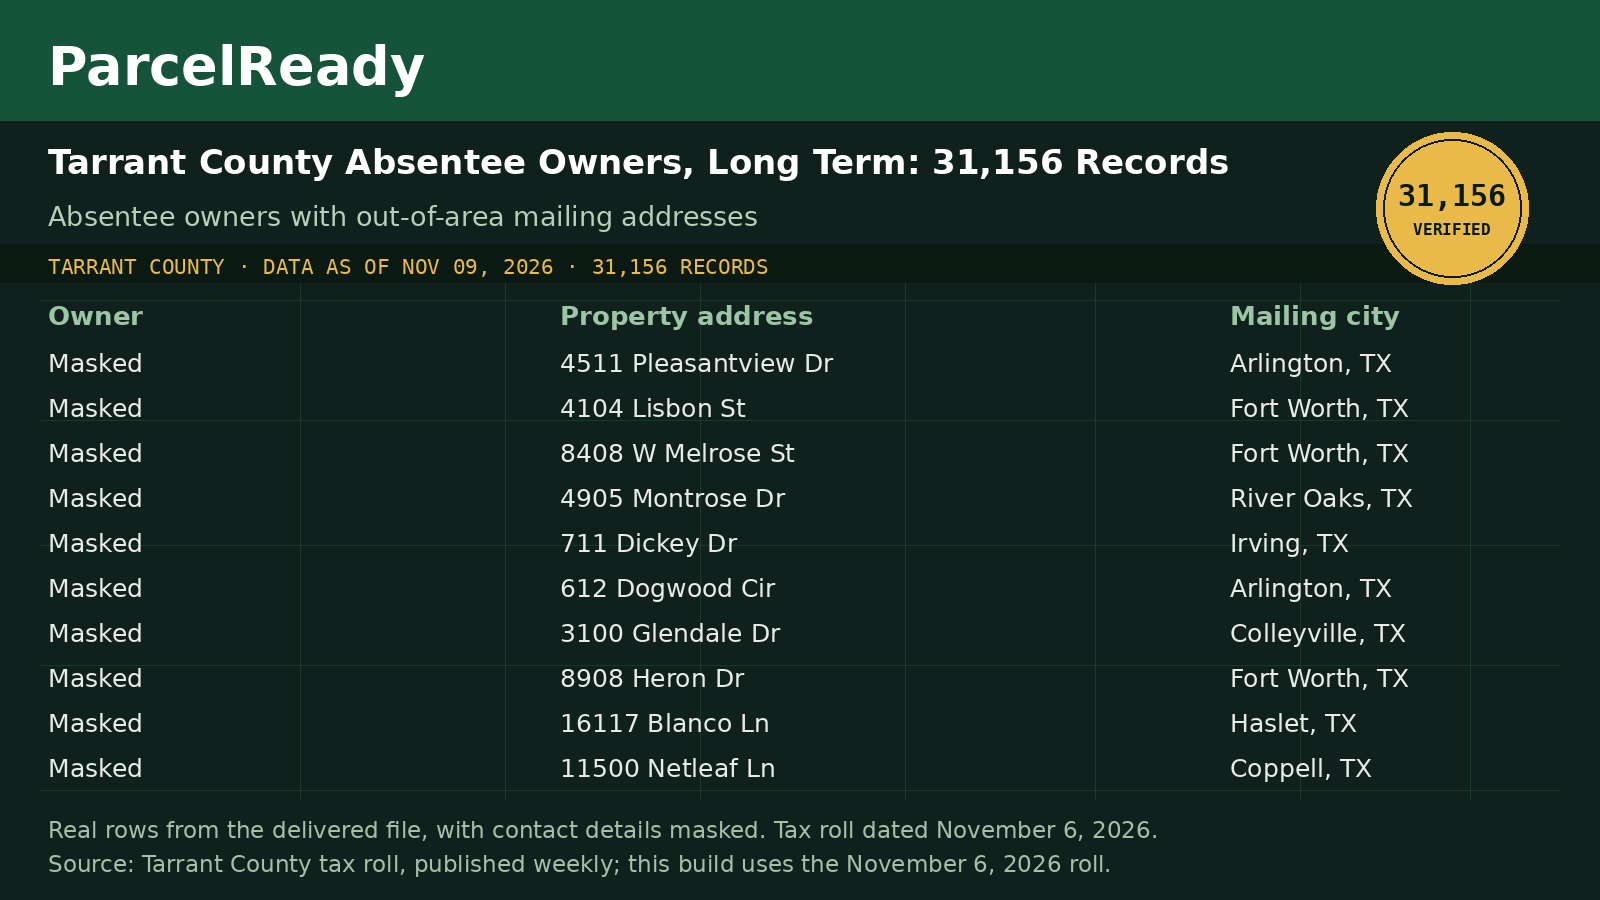 ParcelReady
Tarrant County Absentee Owners, Long Term: 31,156 Records
Absentee owners with out-of-area mailing addresses
31,156
VERIFIED
TARRANT COUNTY · DATA AS OF NOV 09, 2026 · 31,156 RECORDS
Owner Property address Mailing city
Masked 4511 Pleasantview Dr Arlington, TX
Masked 4104 Lisbon St Fort Worth, TX
Masked 8408 W Melrose St Fort Worth, TX
Masked 4905 Montrose Dr River Oaks, TX
Masked 711 Dickey Dr Irving, TX
Masked 612 Dogwood Cir Arlington, TX
Masked 3100 Glendale Dr Colleyville, TX
Masked 8908 Heron Dr Fort Worth, TX
Masked 16117 Blanco Ln Haslet, TX
Masked 11500 Netleaf Ln Coppell, TX
Real rows from the delivered file, with contact details masked. Tax roll dated November 6, 2026.
Source: Tarrant County tax roll, published weekly; this build uses the November 6, 2026 roll.